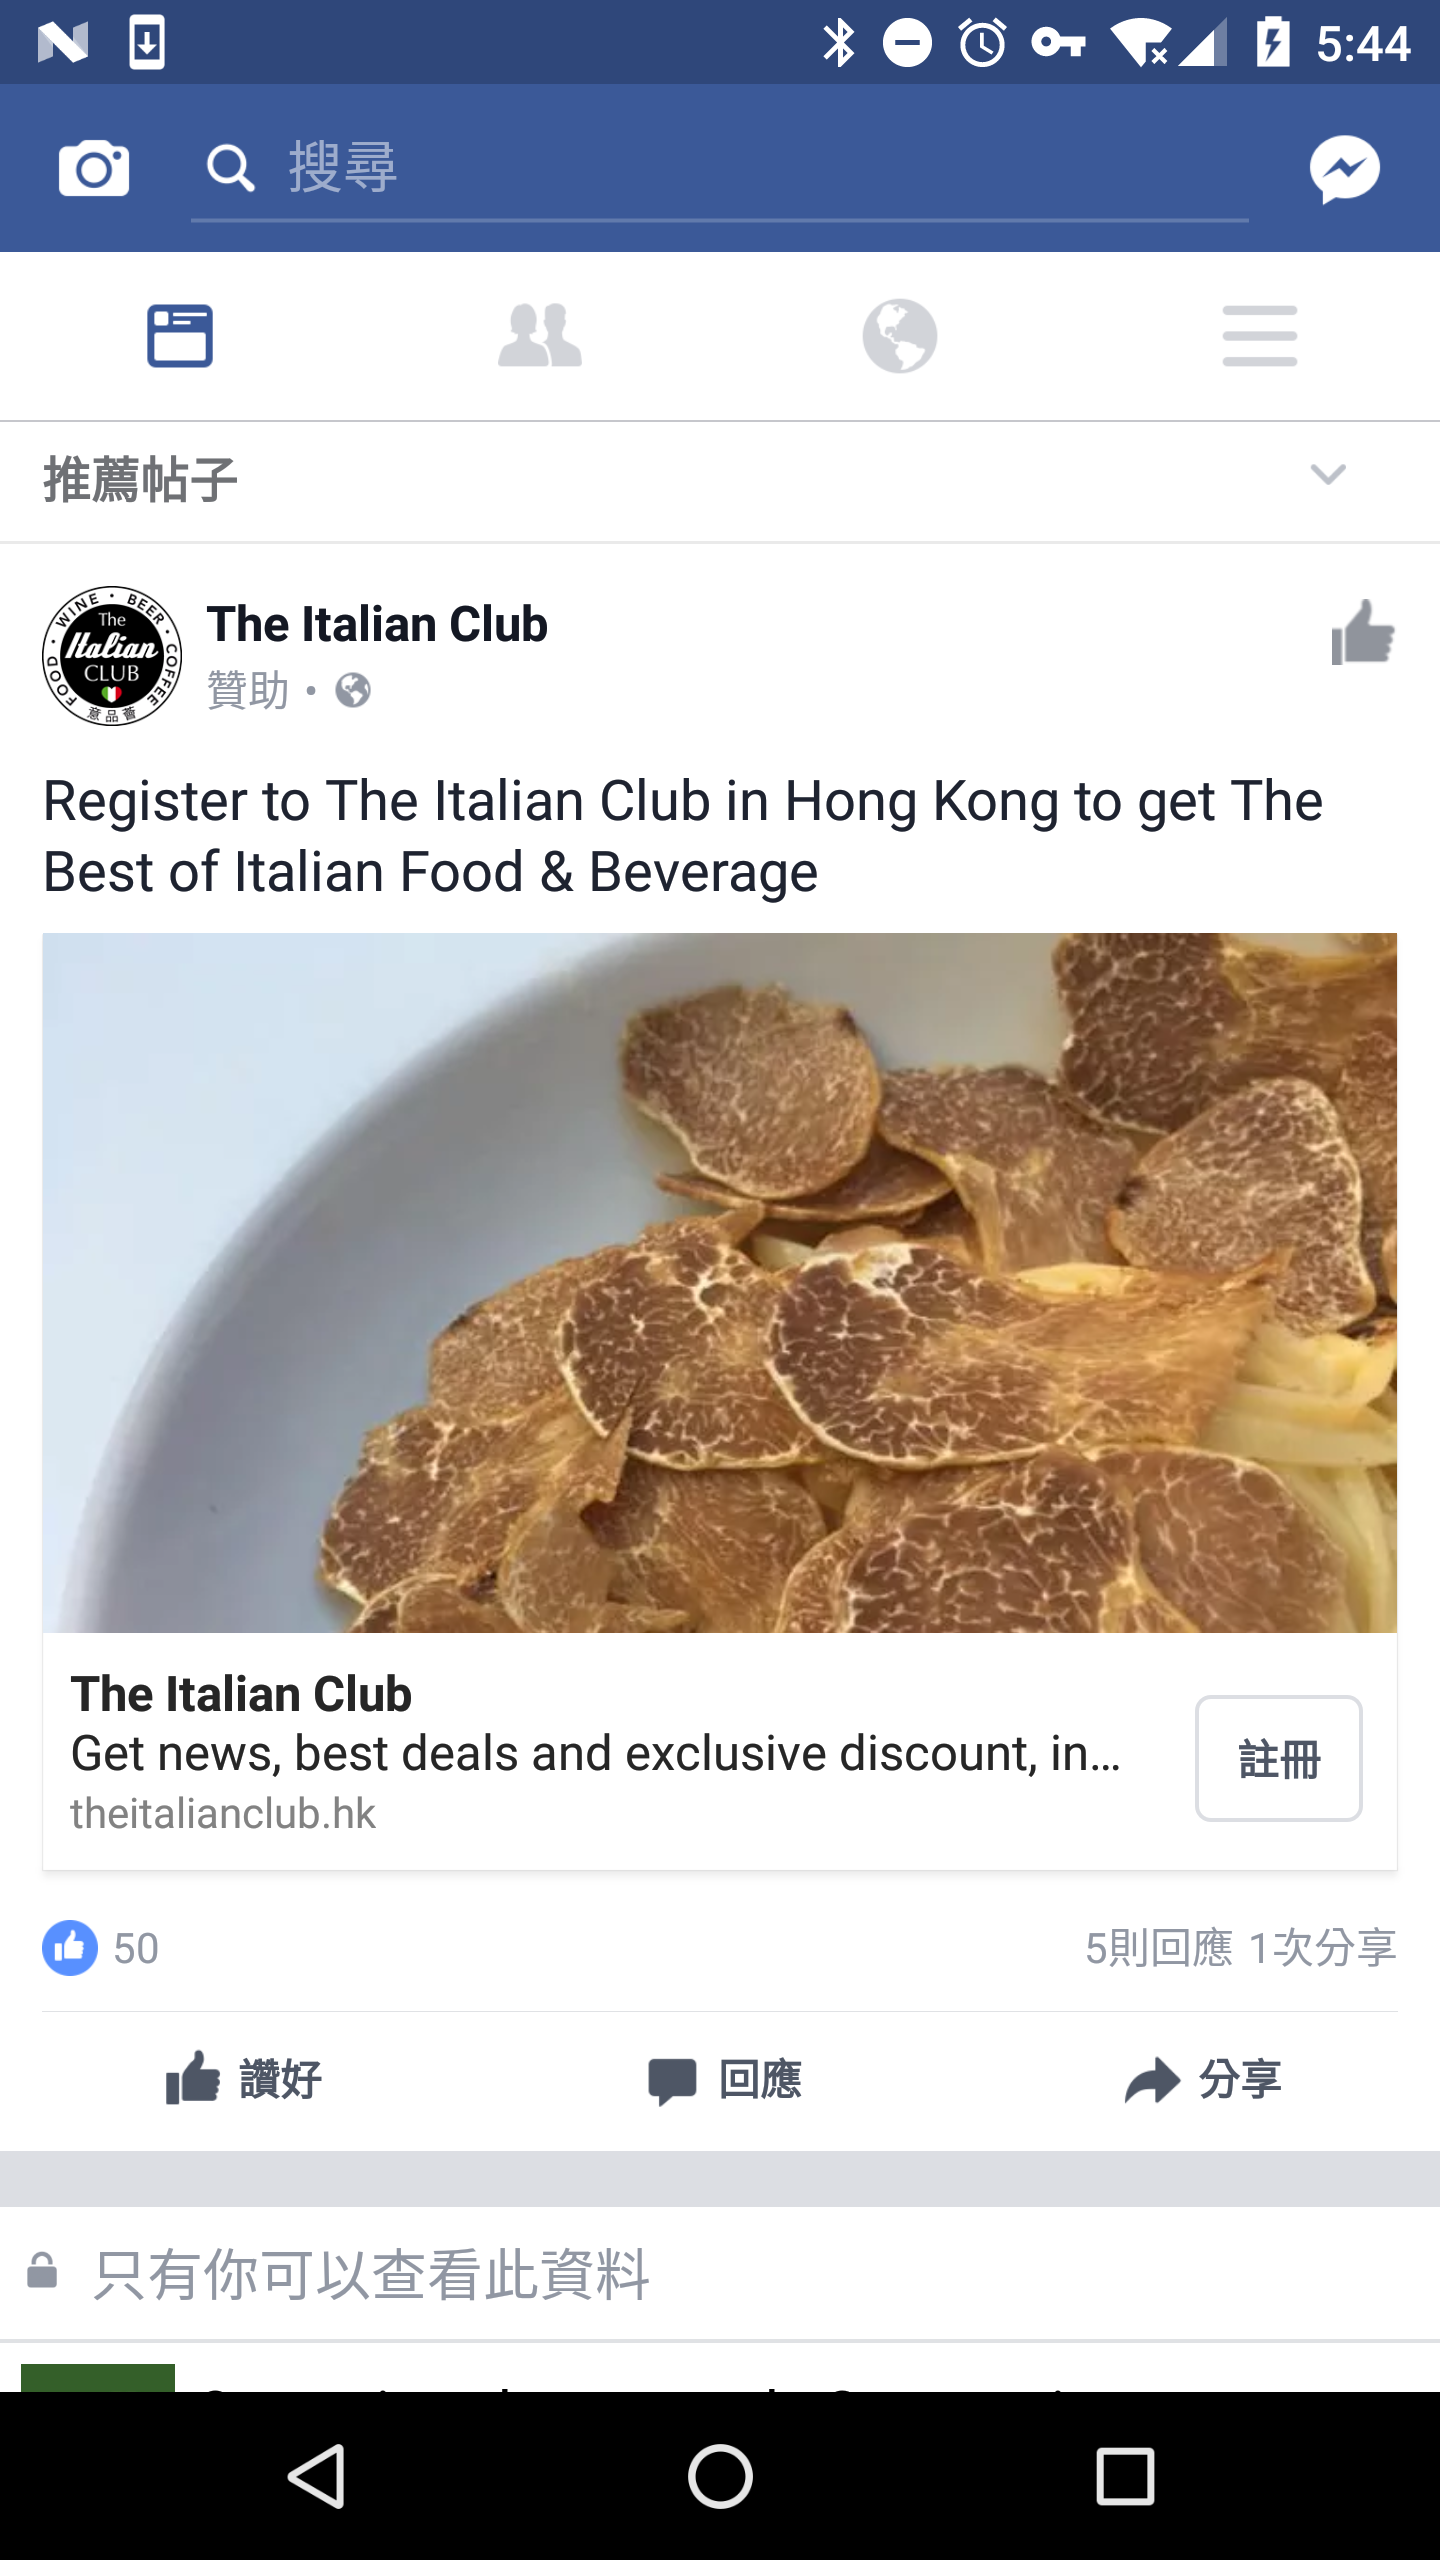 5:44
搜尋
推薦帖子
WINE • BEER • COFFEE • FOOD
The
Italian
CLUB
意品薈
The Italian Club
贊助 •
Register to The Italian Club in Hong Kong to get The
Best of Italian Food & Beverage
The Italian Club
Get news, best deals and exclusive discount, in...
theitalianclub.hk
註冊
50
5則回應 1次分享
讚好
回應
分享
只有你可以查看此資料